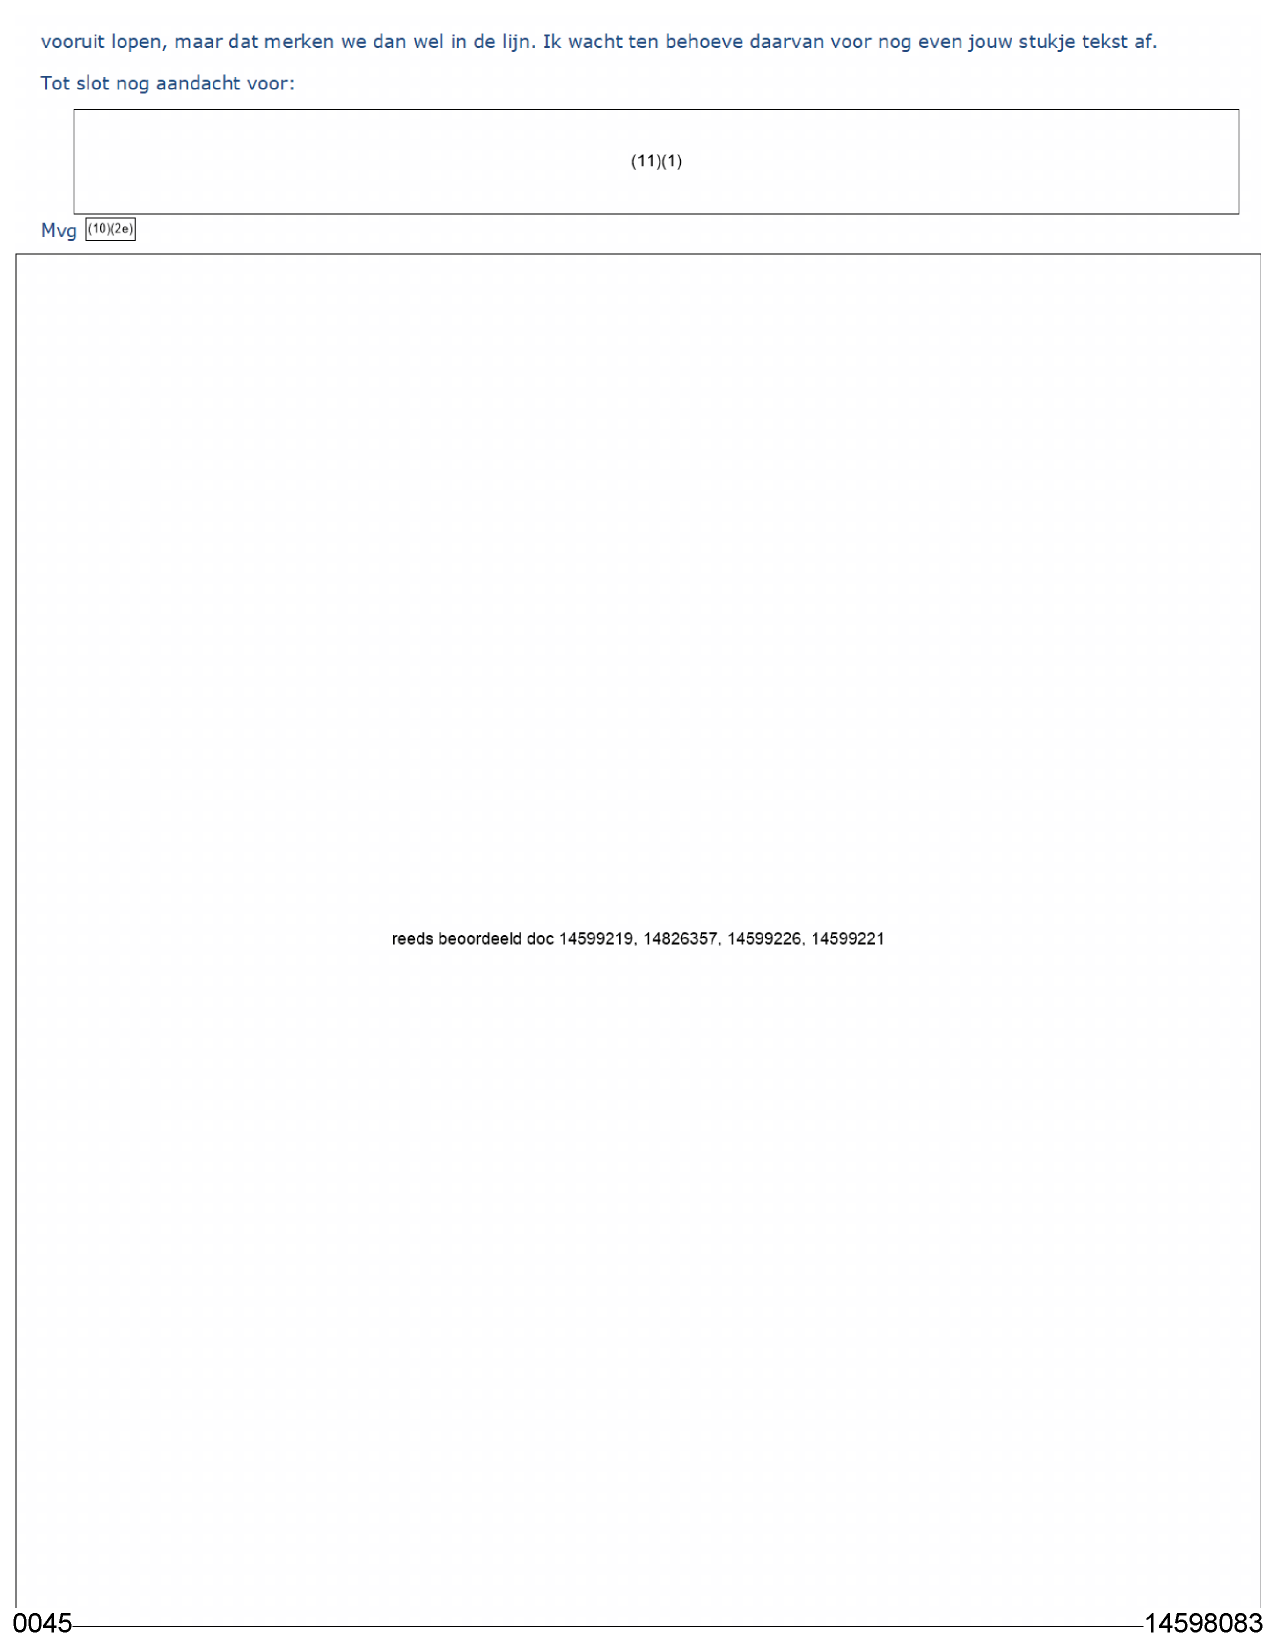 vooruit lopen, maar dat merken we dan wel in de lijn. Ik wacht ten behoeve daarvan voor nog even jouw stukje tekst af.
Tot slot nog aandacht voor:
(11)(1)
Mvg (10)(2e)
reeds beoordeeld doc 14599219, 14826357, 14599226, 14599221
0045 14598083